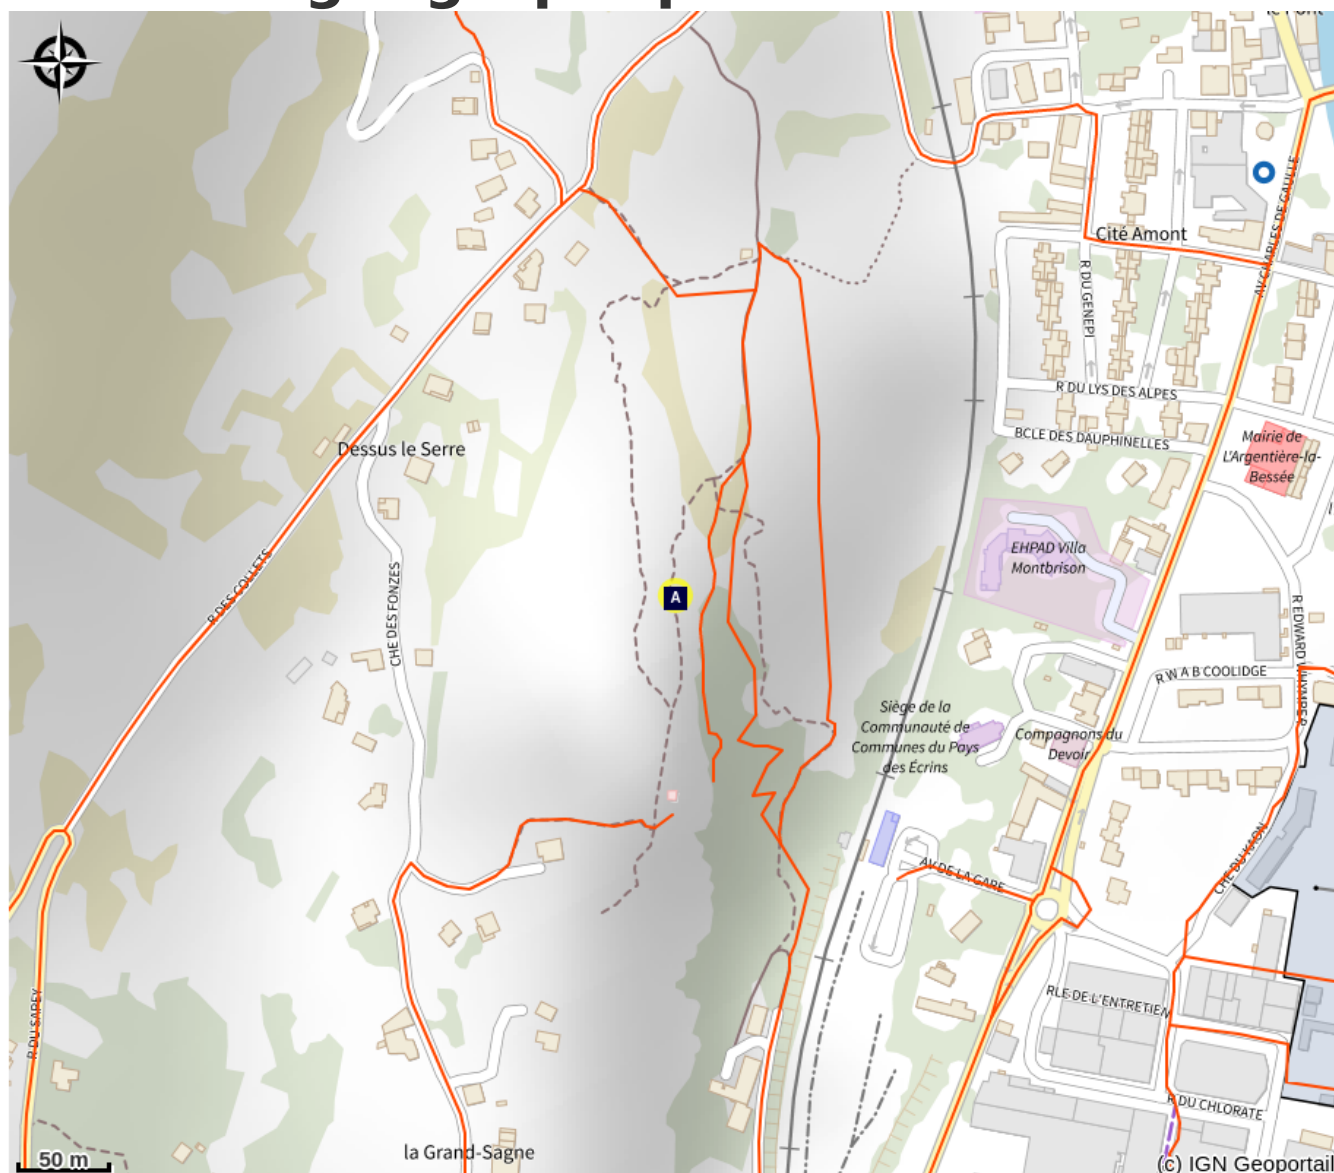 Cité Amont
AV CHARLES DE GAULLE
R DU GENEPI
R DU LYS DES ALPES
BCLE DES DAUPHINELLES
Mairie de
L'Argentière-la-
Bessée
Dessus le Serre
EHPAD Villa
Montbrison
R DES COLLETS
CHE DES FONZES
A
R EDWARD WHYMPER
R W A B COOLIDGE
Siège de la
Communauté de
Communes du Pays
des Écrins
Compagnons du
Devoir
CHE DU KAON
AV DE LA GARE
RLE DE L'ENTRETIEN
R DU SAPEY
R DU CHLORATE
la Grand-Sagne
50 m
(c) IGN Geoportail